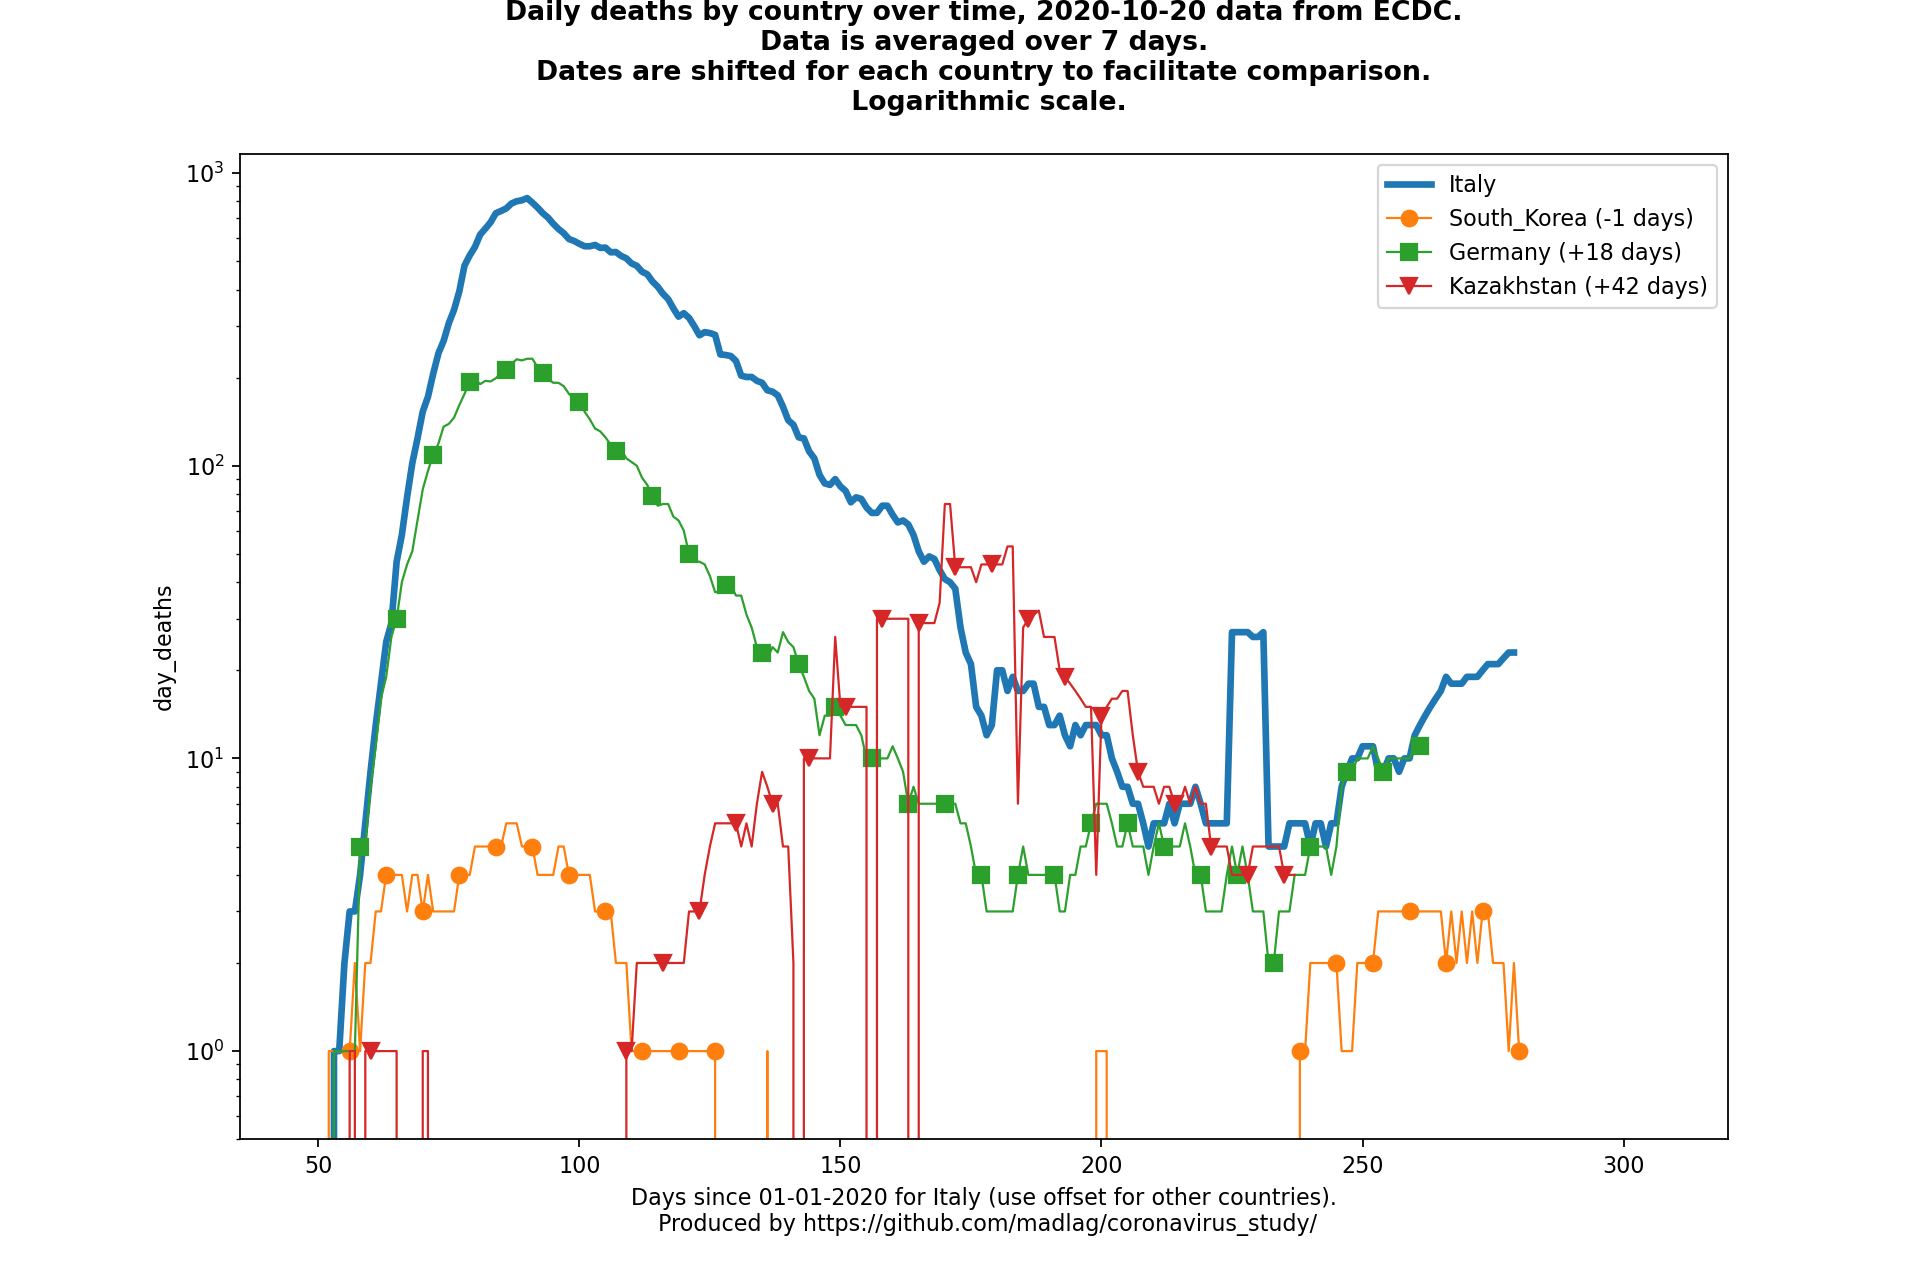 Daily deaths by country over time, 2020-10-20 data from ECDC.
Data is averaged over 7 days.
Dates are shifted for each country to facilitate comparison.
Logarithmic scale.
10³
10²
10¹
10⁰
day_deaths
Italy
South_Korea (-1 days)
Germany (+18 days)
Kazakhstan (+42 days)
50 100 150 200 250 300
Days since 01-01-2020 for Italy (use offset for other countries).
Produced by https://github.com/madlag/coronavirus_study/